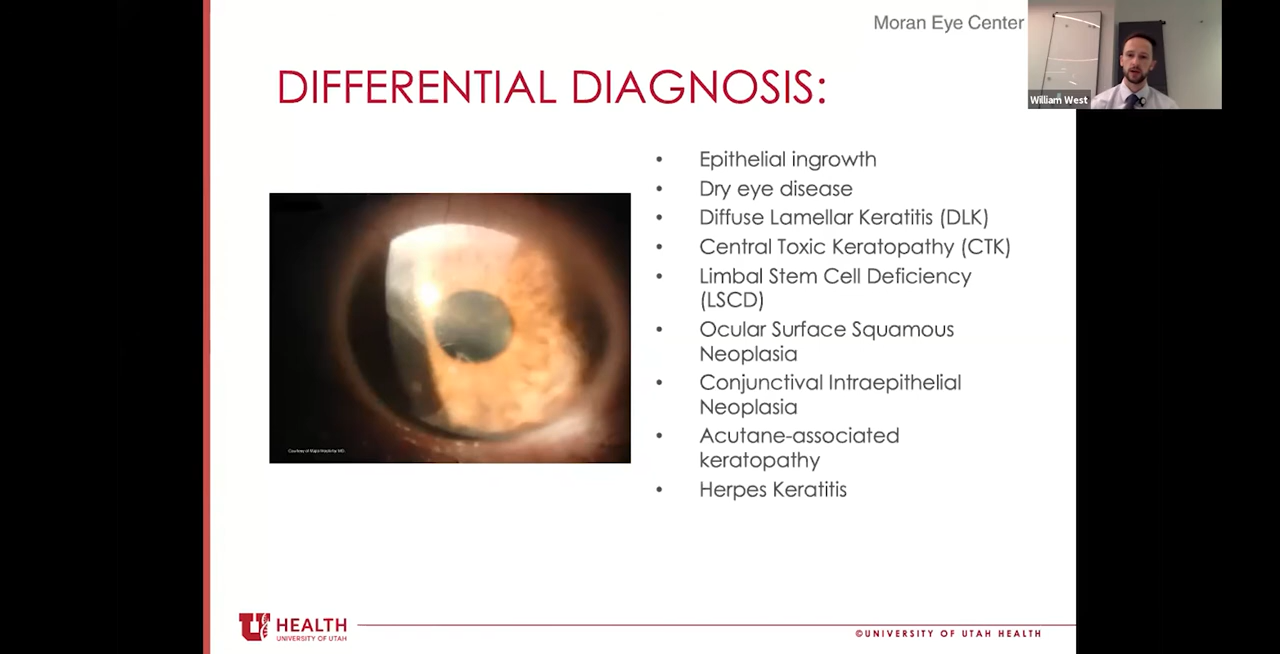 Moran Eye Center
DIFFERENTIAL DIAGNOSIS:
William West
• Epithelial ingrowth
• Dry eye disease
• Diffuse Lamellar Keratitis (DLK)
• Central Toxic Keratopathy (CTK)
• Limbal Stem Cell Deficiency
(LSCD)
• Ocular Surface Squamous
Neoplasia
• Conjunctival Intraepithelial
Neoplasia
• Acutane-associated
keratopathy
• Herpes Keratitis
Courtesy of
U HEALTH
UNIVERSITY OF UTAH
©UNIVERSITY OF UTAH HEALTH